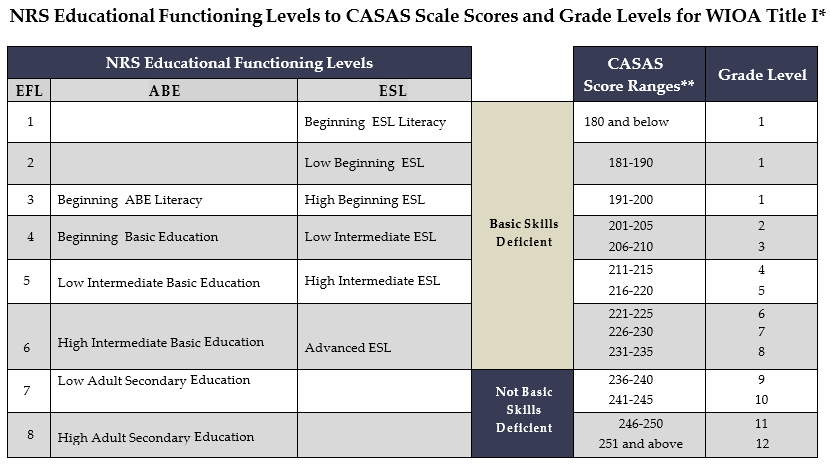 NRS Educational Functioning Levels to CASAS Scale Scores and Grade Levels for WIOA Title I*
NRS Educational Functioning Levels
CASAS
Score Ranges**
Grade Level
EFL ABE ESL
1 Beginning ESL Literacy 180 and below 1
2 Low Beginning ESL 181-190 1
3 Beginning ABE Literacy High Beginning ESL 191-200 1
Basic Skills
Deficient
4 Beginning Basic Education Low Intermediate ESL
201-205 2
206-210 3
5 Low Intermediate Basic Education High Intermediate ESL
211-215 4
216-220 5
6 High Intermediate Basic Education Advanced ESL
221-225 6
226-230 7
231-235 8
7 Low Adult Secondary Education
236-240 9
241-245 10
Not Basic
Skills
Deficient
8 High Adult Secondary Education
246-250 11
251 and above 12